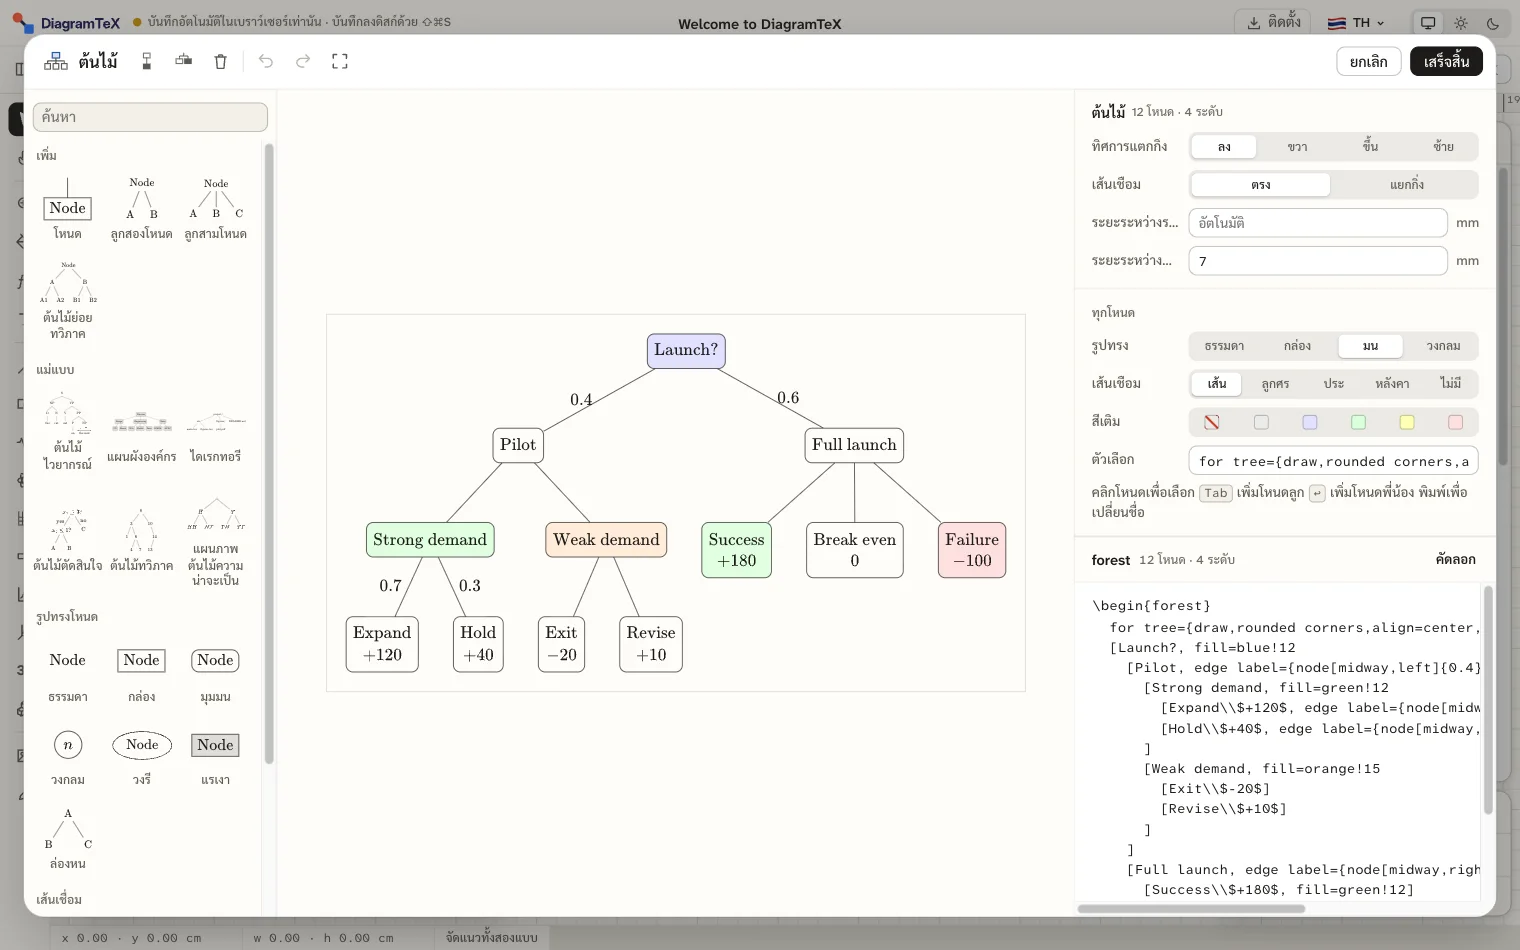 DiagramTeX
บันทึกอัตโนมัติในเบราว์เซอร์เท่านั้น · บันทึกลงดิสก์ด้วย ⇧⌘S
Welcome to DiagramTeX
ติดตั้ง
TH
ต้นไม้
ยกเลิก
เสร็จสิ้น
ค้นหา
เพิ่ม
Node
โหนด
Node
A B
ลูกสองโหนด
Node
A B C
ลูกสามโหนด
Node
A B
A1 A2 B1 B2
ต้นไม้ย่อย
ทวิภาค
แม่แบบ
ต้นไม้
ไวยากรณ์
แผนผังองค์กร
ไดเรกทอรี
ต้นไม้ตัดสินใจ
ต้นไม้ทวิภาค
แผนภาพ
ต้นไม้ความ
น่าจะเป็น
รูปทรงโหนด
Node
ธรรมดา
Node
กล่อง
Node
มุมมน
n
วงกลม
Node
วงรี
Node
แรเงา
A
B C
ล่องหน
เส้นเชื่อม
Launch?
0.4
0.6
Pilot
Full launch
Strong demand
Weak demand
Success
+180
Break even
0
Failure
−100
0.7
0.3
Expand
+120
Hold
+40
Exit
−20
Revise
+10
ต้นไม้ 12 โหนด · 4 ระดับ
ทิศการแตกกิ่ง
ลง ขวา ขึ้น ซ้าย
เส้นเชื่อม
ตรง แยกกิ่ง
ระยะระหว่างร... อัตโนมัติ mm
ระยะระหว่าง... 7 mm
ทุกโหนด
รูปทรง
ธรรมดา กล่อง มน วงกลม
เส้นเชื่อม
เส้น ลูกศร ประ หลังคา ไม่มี
สีเติม
ตัวเลือก for tree={draw,rounded corners,a
คลิกโหนดเพื่อเลือก Tab เพิ่มโหนดลูก ↩ เพิ่มโหนดพี่น้อง พิมพ์เพื่อ
เปลี่ยนชื่อ
forest 12 โหนด · 4 ระดับ
คัดลอก
\begin{forest}
for tree={draw,rounded corners,align=center,
[Launch?, fill=blue!12
[Pilot, edge label={node[midway,left]{0.4}
[Strong demand, fill=green!12
[Expand\\$+120$, edge label={node[midw
[Hold\\$+40$, edge label={node[midway,
]
[Weak demand, fill=orange!15
[Exit\\$-20$]
[Revise\\$+10$]
]
]
[Full launch, edge label={node[midway,righ
[Success\\$+180$, fill=green!12]
x 0.00 · y 0.00 cm
w 0.00 · h 0.00 cm
จัดแนวทั้งสองแบบ